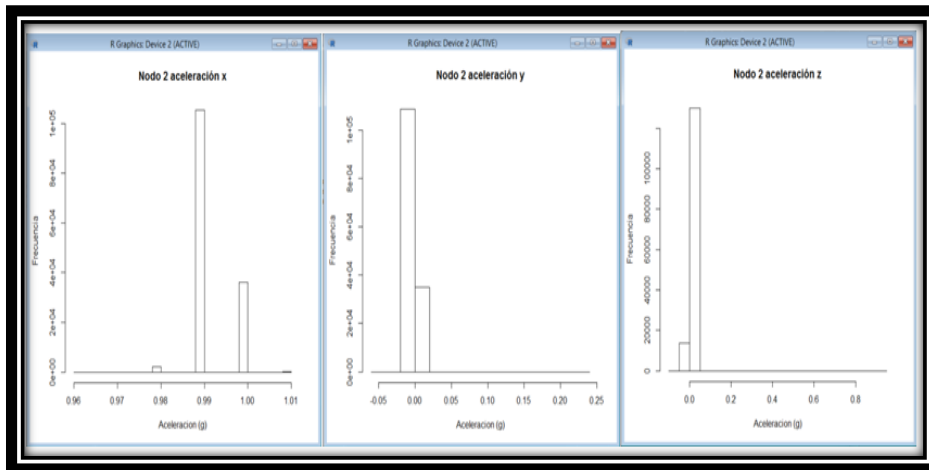 R Graphics: Device 2 (ACTIVE)
Nodo 2 aceleración x
Frecuencia
1e+05
8e+04
6e+04
4e+04
2e+04
0e+00
0.96 0.97 0.98 0.99 1.00 1.01
Aceleracion (g)
R Graphics: Device 2 (ACTIVE)
Nodo 2 aceleración y
Frecuencia
1e+05
8e+04
6e+04
4e+04
2e+04
0e+00
-0.05 0.00 0.05 0.10 0.15 0.20 0.25
Aceleracion (g)
R Graphics: Device 2 (ACTIVE)
Nodo 2 aceleración z
Frecuencia
100000
80000
60000
40000
20000
0
0.0 0.2 0.4 0.6 0.8
Aceleracion (g)